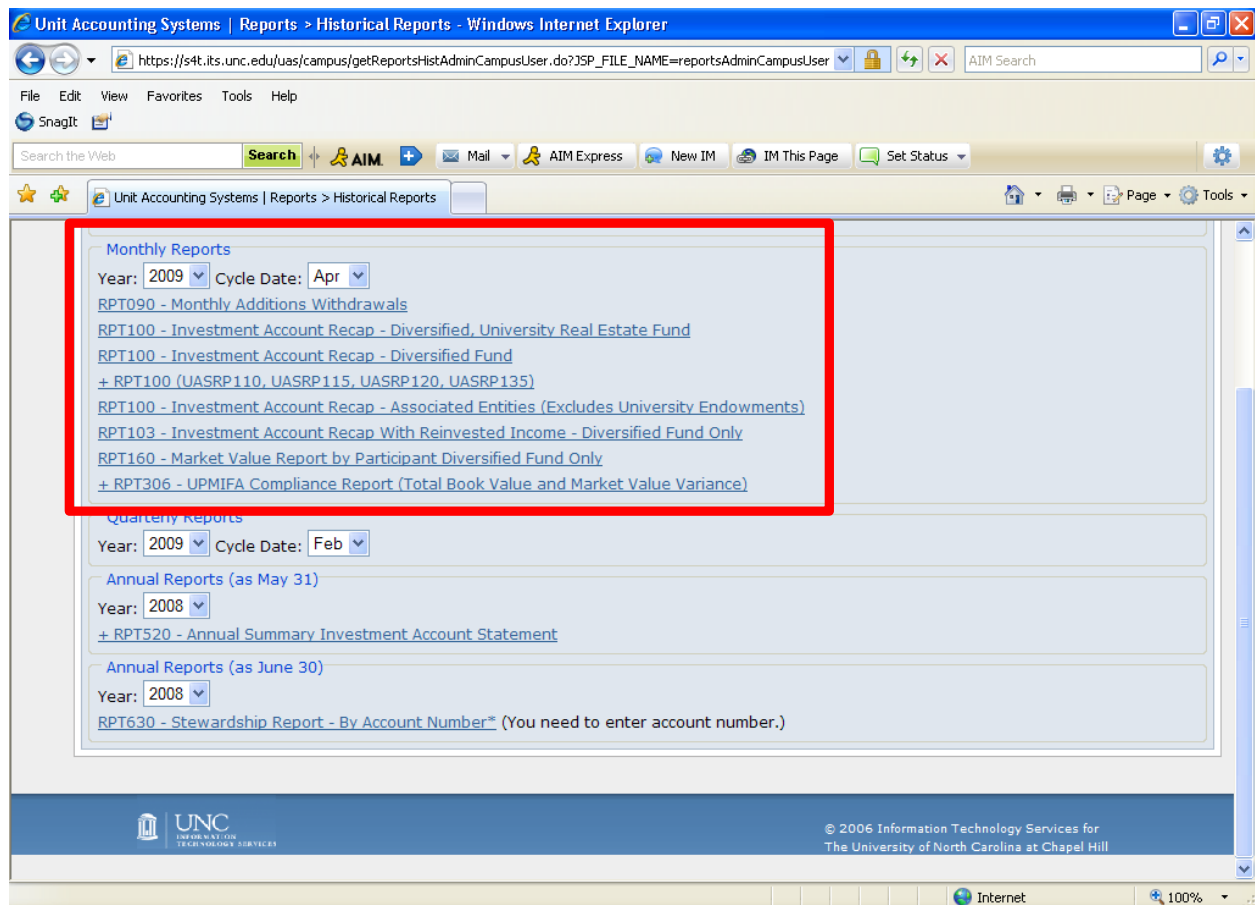 Unit Accounting Systems | Reports > Historical Reports - Windows Internet Explorer
https://s4t.its.unc.edu/uas/campus/getReportsHistAdminCampusUser.do?JSP_FILE_NAME=reportsAdminCampusUser AIM Search
File Edit View Favorites Tools Help
SnagIt
Search the Web Search AIM. Mail AIM Express New IM IM This Page Set Status
Unit Accounting Systems | Reports > Historical Reports Page Tools
Monthly Reports
Year: 2009 Cycle Date: Apr
RPT090 - Monthly Additions Withdrawals
RPT100 - Investment Account Recap - Diversified, University Real Estate Fund
RPT100 - Investment Account Recap - Diversified Fund
+ RPT100 (UASRP110, UASRP115, UASRP120, UASRP135)
RPT100 - Investment Account Recap - Associated Entities (Excludes University Endowments)
RPT103 - Investment Account Recap With Reinvested Income - Diversified Fund Only
RPT160 - Market Value Report by Participant Diversified Fund Only
+ RPT306 - UPMIFA Compliance Report (Total Book Value and Market Value Variance)
Quarterly Reports
Year: 2009 Cycle Date: Feb
Annual Reports (as May 31)
Year: 2008
+ RPT520 - Annual Summary Investment Account Statement
Annual Reports (as June 30)
Year: 2008
RPT630 - Stewardship Report - By Account Number* (You need to enter account number.)
UNC
INFORMATION
TECHNOLOGY SERVICES
© 2006 Information Technology Services for
The University of North Carolina at Chapel Hill
Internet 100%